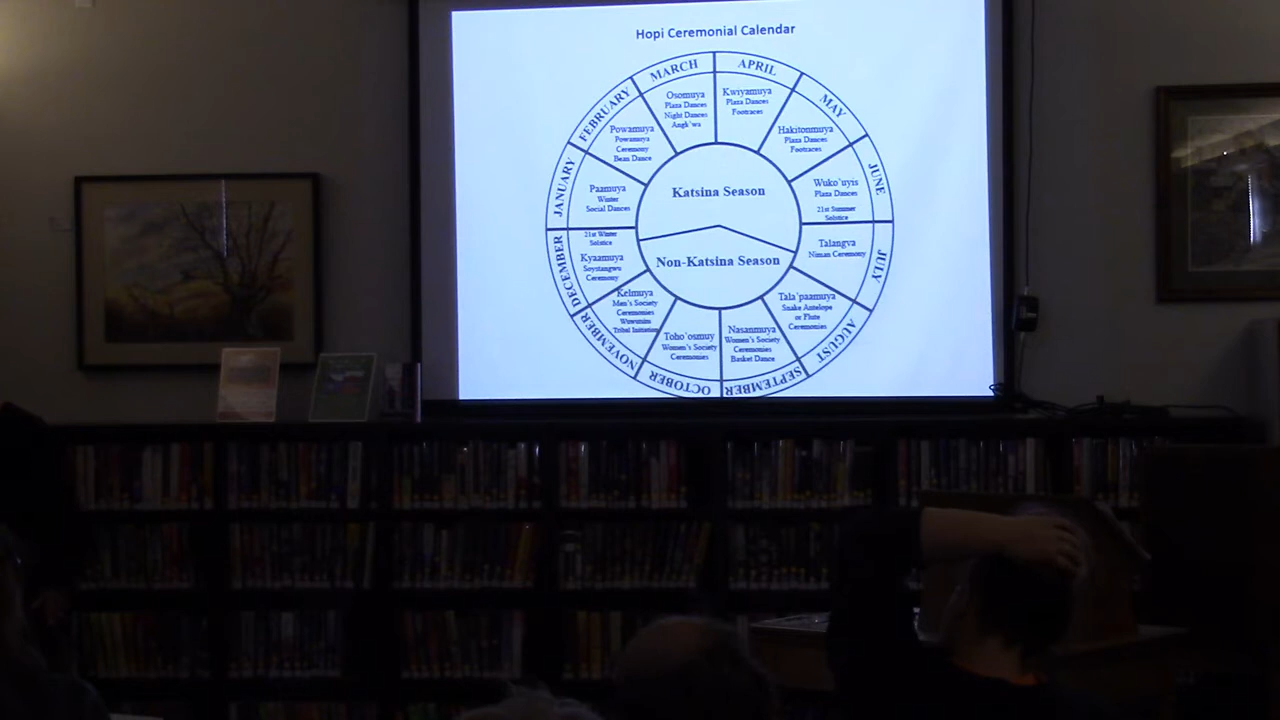 Hopi Ceremonial Calendar
JANUARY
Paamuya
Winter
Social Dances
FEBRUARY
Powamuya
Powamuya
Ceremony
Bean Dance
MARCH
Osomuya
Plaza Dances
Night Dances
Angk'wa
APRIL
Kwiyamuya
Plaza Dances
Footraces
MAY
Hakitonmuya
Plaza Dances
Footraces
JUNE
Wuko'uyis
Plaza Dances
21st Summer
Solstice
JULY
Talangva
Niman Ceremony
AUGUST
Tala'paamuya
Snake Antelope
or Flute
Ceremonies
SEPTEMBER
Nasanmuya
Women's Society
Ceremonies
Basket Dance
OCTOBER
Toho'osmuy
Women's Society
Ceremonies
NOVEMBER
Kelmuya
Men's Society
Ceremonies
Tribal Initiation
DECEMBER
21st Winter
Solstice
Kyaamuya
Soyalangwu
Ceremony
Katsina Season
Non-Katsina Season